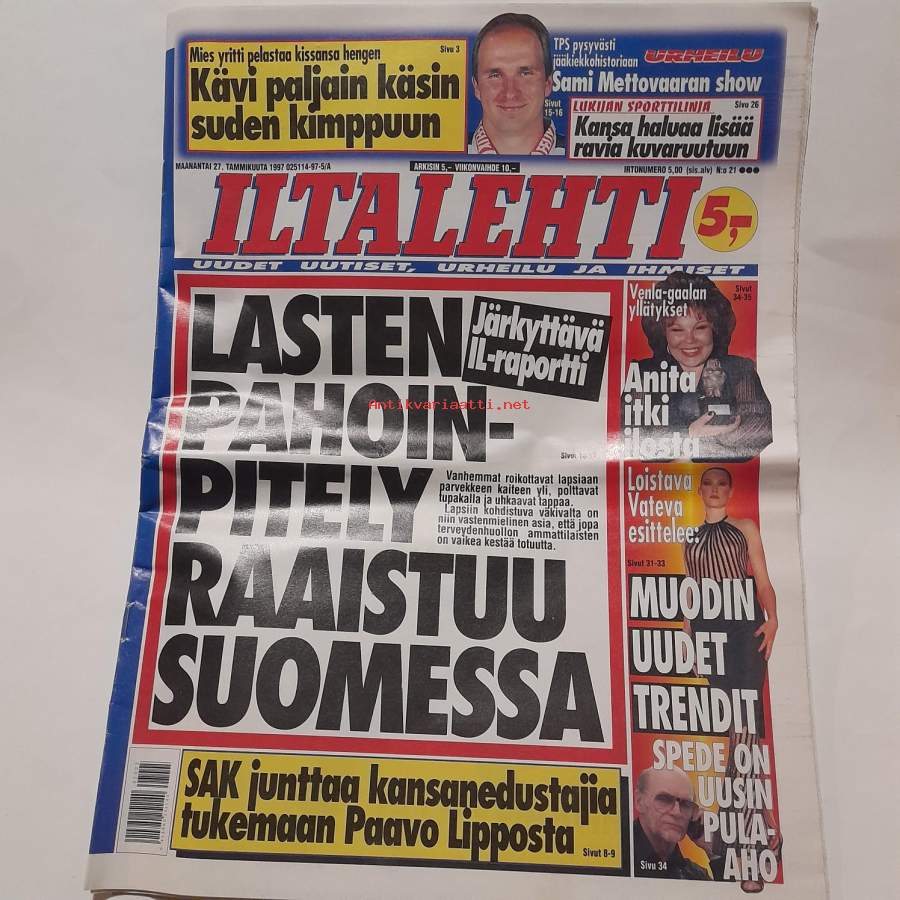 Mies yritti pelastaa kissansa hengen
Sivu 3
Kävi paljain käsin
suden kimppuun
TPS pysyvästi
jääkiekkohistoriaan
URHEILU
Sami Mettovaaran show
Sivut
15-16
LUKIJAN SPORTTILINJA
Sivu 26
Kansa haluaa lisää
ravia kuvaruutuun
MAANANTAI 27. TAMMIKUUTA 1997 025114-97-5/A
ARKISIN 5,- VIIKONVAIHDE 10,-
IRTONUMERO 5,00 (sis.alv) N:o 21
ILTALEHTI
5,-
UUDET UUTISET, URHEILU JA IHMISET
LASTEN
PAHOIN-
PITELY
RAAISTUU
SUOMESSA
Järkyttävä
IL-raportti
Antikvariaatti.net
Vanhemmat roikottavat lapsiaan
parvekkeen kaiteen yli, polttavat
tupakalla ja uhkaavat tappaa.
Lapsiin kohdistuva väkivalta on
niin vastenmielinen asia, että jopa
terveydenhuollon ammattilaisten
on vaikea kestää totuutta.
Venla-gaalan
yllätykset
Sivut
34-35
Anita
itki
ilosta
Loistava
Vateva
esittelee:
Sivut 31-33
MUODIN
UUDET
TRENDIT
SPEDE ON
UUSIN
PULA-
AHO
Sivu 34
SAK junttaa kansanedustajia
tukemaan Paavo Lipposta
Sivut 8-9